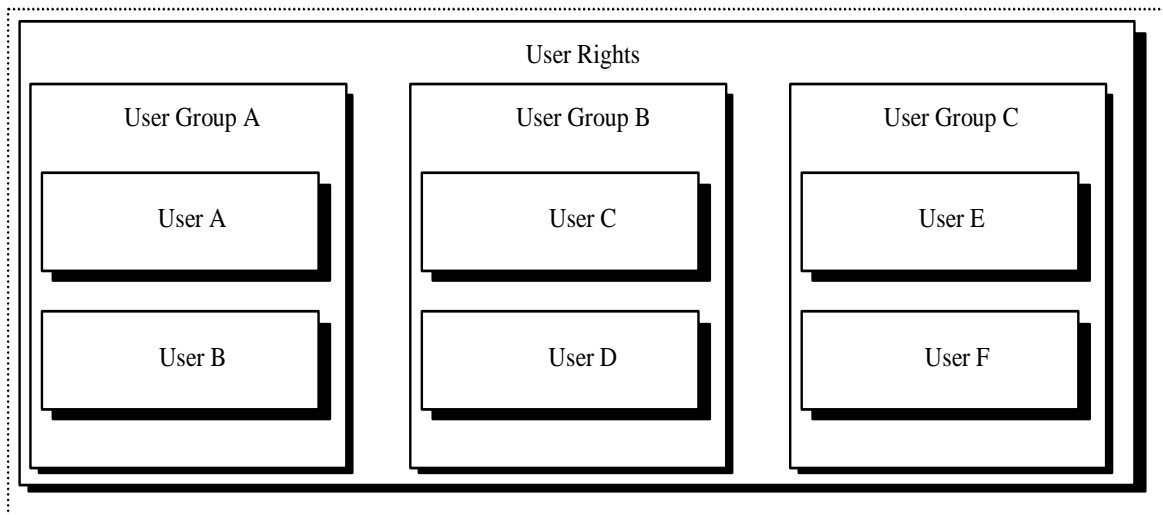 User Rights
User Group A
User Group B
User Group C
User A
User C
User E
User B
User D
User F